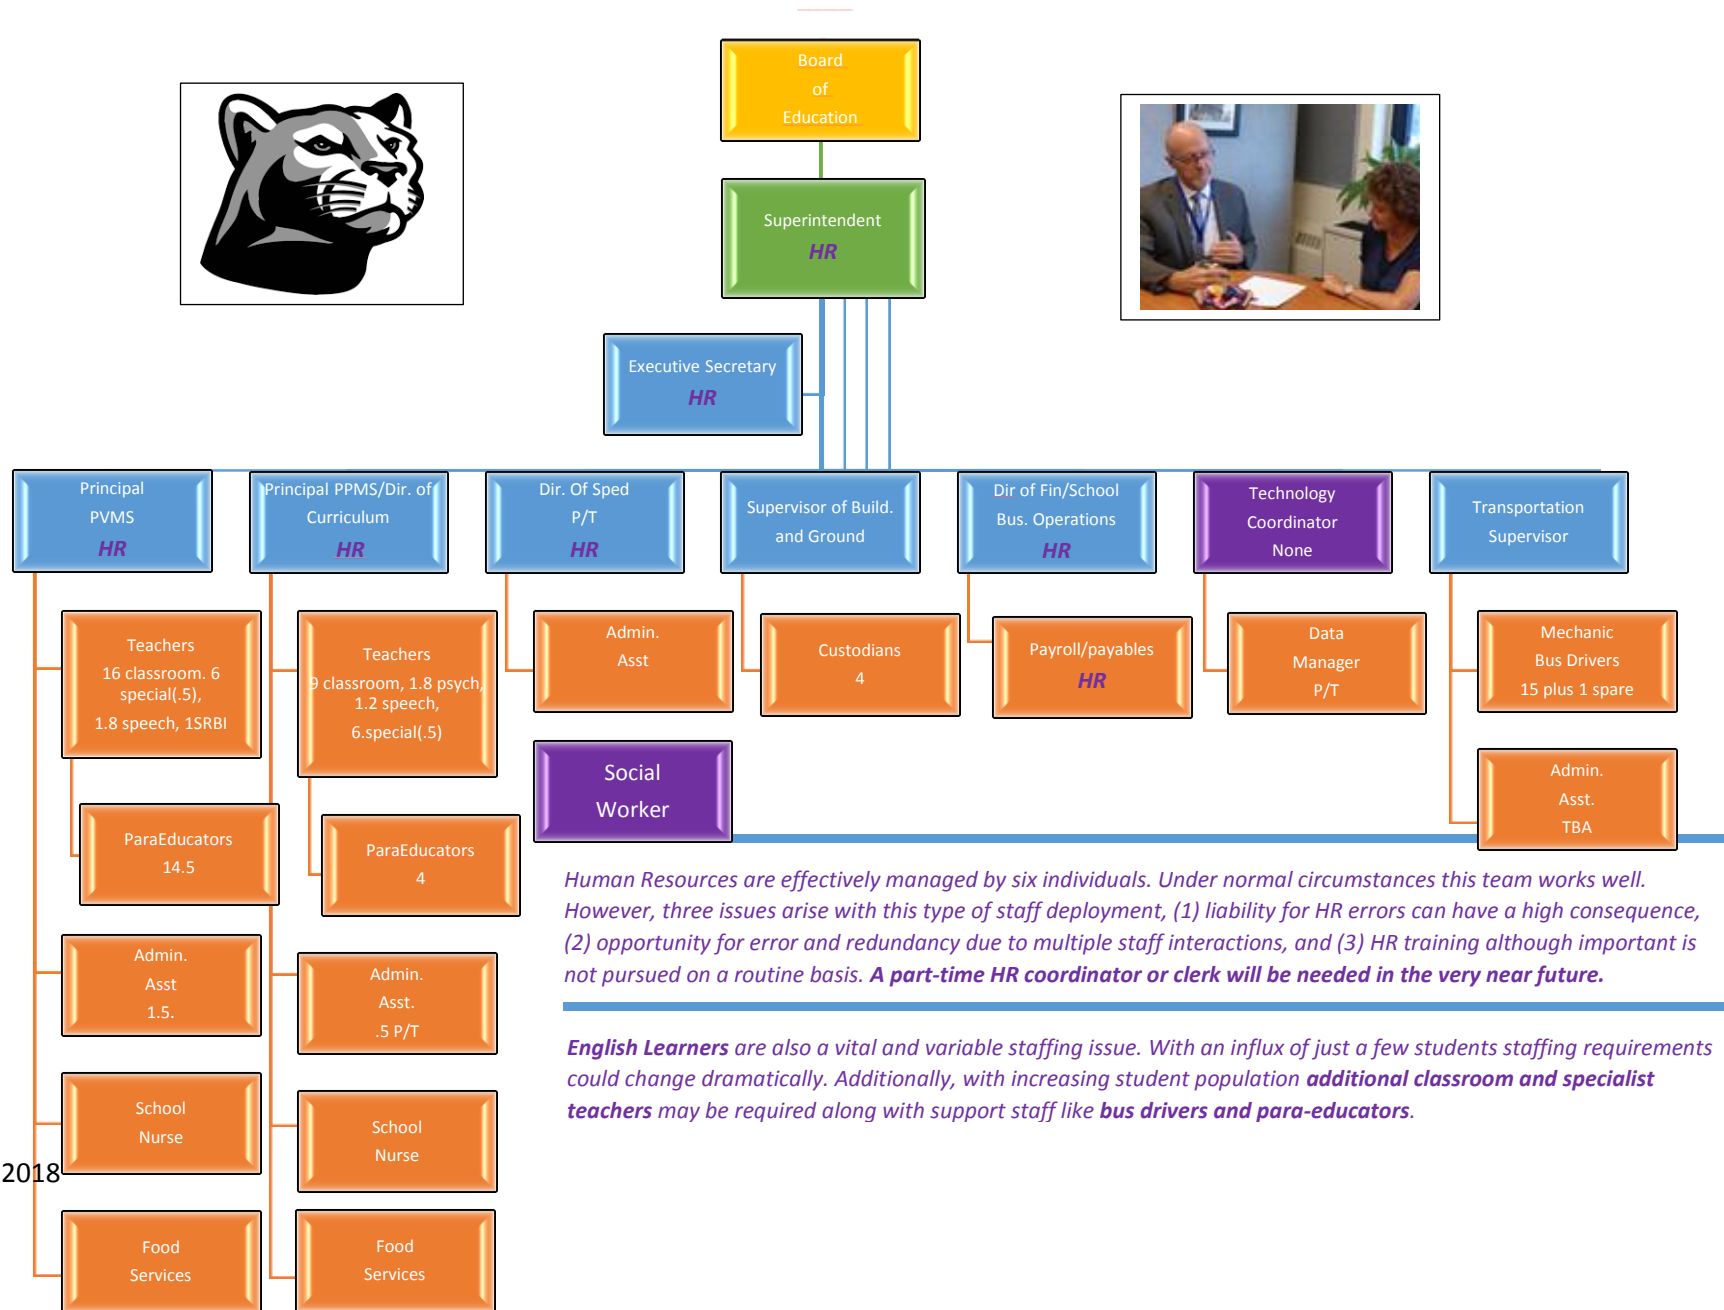 Board
of
Education
Superintendent
HR
Executive Secretary
HR
Principal
PVMS
HR
Principal PPMS/Dir. of
Curriculum
HR
Dir. Of Sped
P/T
HR
Supervisor of Build.
and Ground
Dir of Fin/School
Bus. Operations
HR
Technology
Coordinator
None
Transportation
Supervisor
Teachers
16 classroom. 6
special(.5),
1.8 speech, 1SRBI
Teachers
9 classroom, 1.8 psych,
1.2 speech,
6.special(.5)
Admin.
Asst
Custodians
4
Payroll/payables
HR
Data
Manager
P/T
Mechanic
Bus Drivers
15 plus 1 spare
Social
Worker
Admin.
Asst.
TBA
ParaEducators
14.5
ParaEducators
4
Human Resources are effectively managed by six individuals. Under normal circumstances this team works well.
However, three issues arise with this type of staff deployment, (1) liability for HR errors can have a high consequence,
(2) opportunity for error and redundancy due to multiple staff interactions, and (3) HR training although important is
not pursued on a routine basis. A part-time HR coordinator or clerk will be needed in the very near future.
Admin.
Asst
1.5.
Admin.
Asst.
.5 P/T
English Learners are also a vital and variable staffing issue. With an influx of just a few students staffing requirements
could change dramatically. Additionally, with increasing student population additional classroom and specialist
teachers may be required along with support staff like bus drivers and para-educators.
School
Nurse
School
Nurse
2018
Food
Services
Food
Services